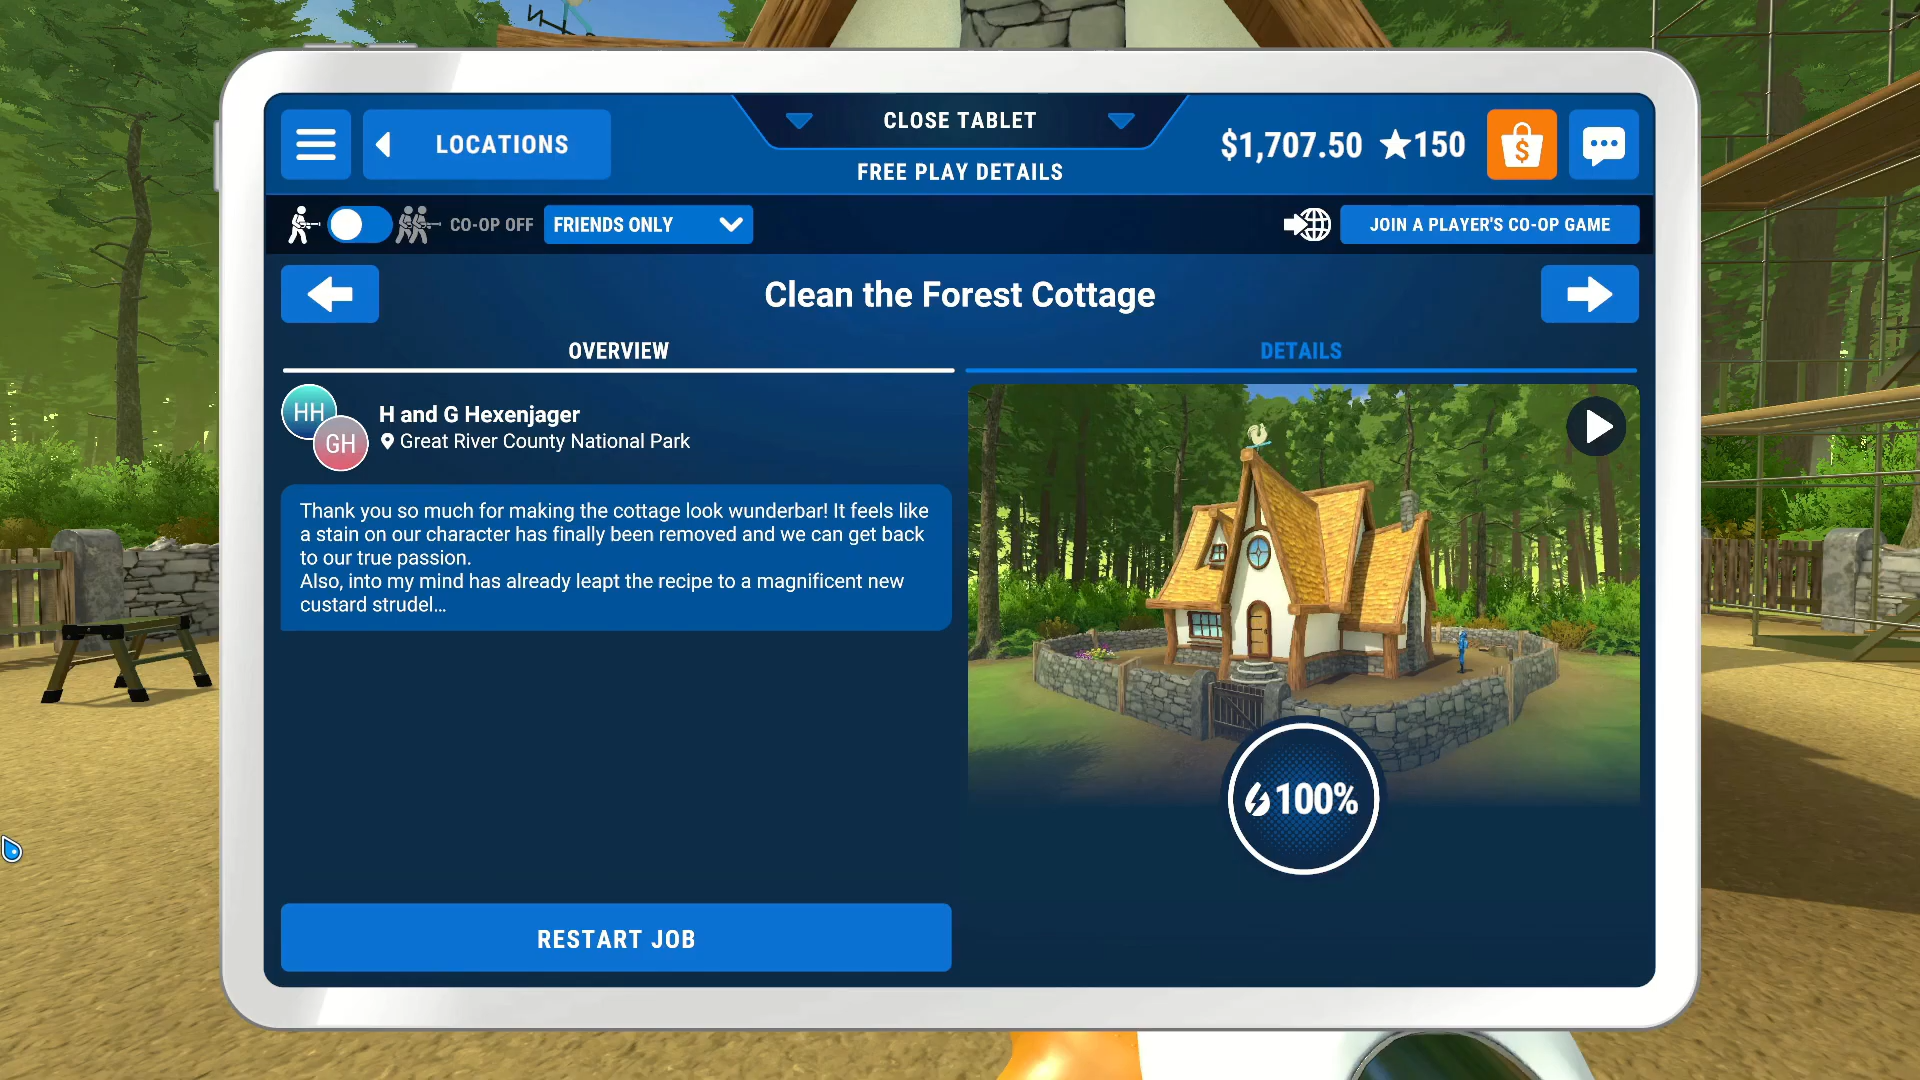 CLOSE TABLET
LOCATIONS
$1,707.50 150
$
FREE PLAY DETAILS
CO-OP OFF
FRIENDS ONLY
JOIN A PLAYER'S CO-OP GAME
Clean the Forest Cottage
OVERVIEW
DETAILS
HH
GH
H and G Hexenjager
Great River County National Park
Thank you so much for making the cottage look wunderbar! It feels like
a stain on our character has finally been removed and we can get back
to our true passion.
Also, into my mind has already leapt the recipe to a magnificent new
custard strudel...
100%
RESTART JOB